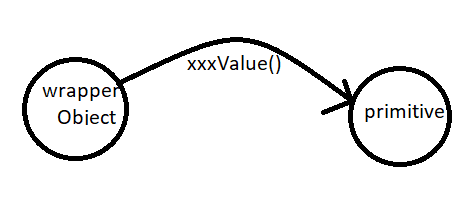 xxxValue()
wrapper
Object
primitive